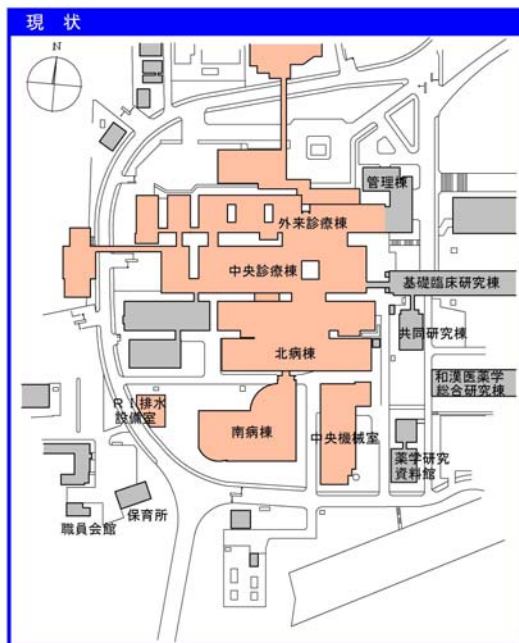 現 状
N
管理棟
外来診療棟
中央診療棟
基礎臨床研究棟
共同研究棟
北病棟
和漢医薬学
総合研究棟
ＲＩ排水
設備室
南病棟
中央機械室
薬学研究
資料館
保育所
職員会館